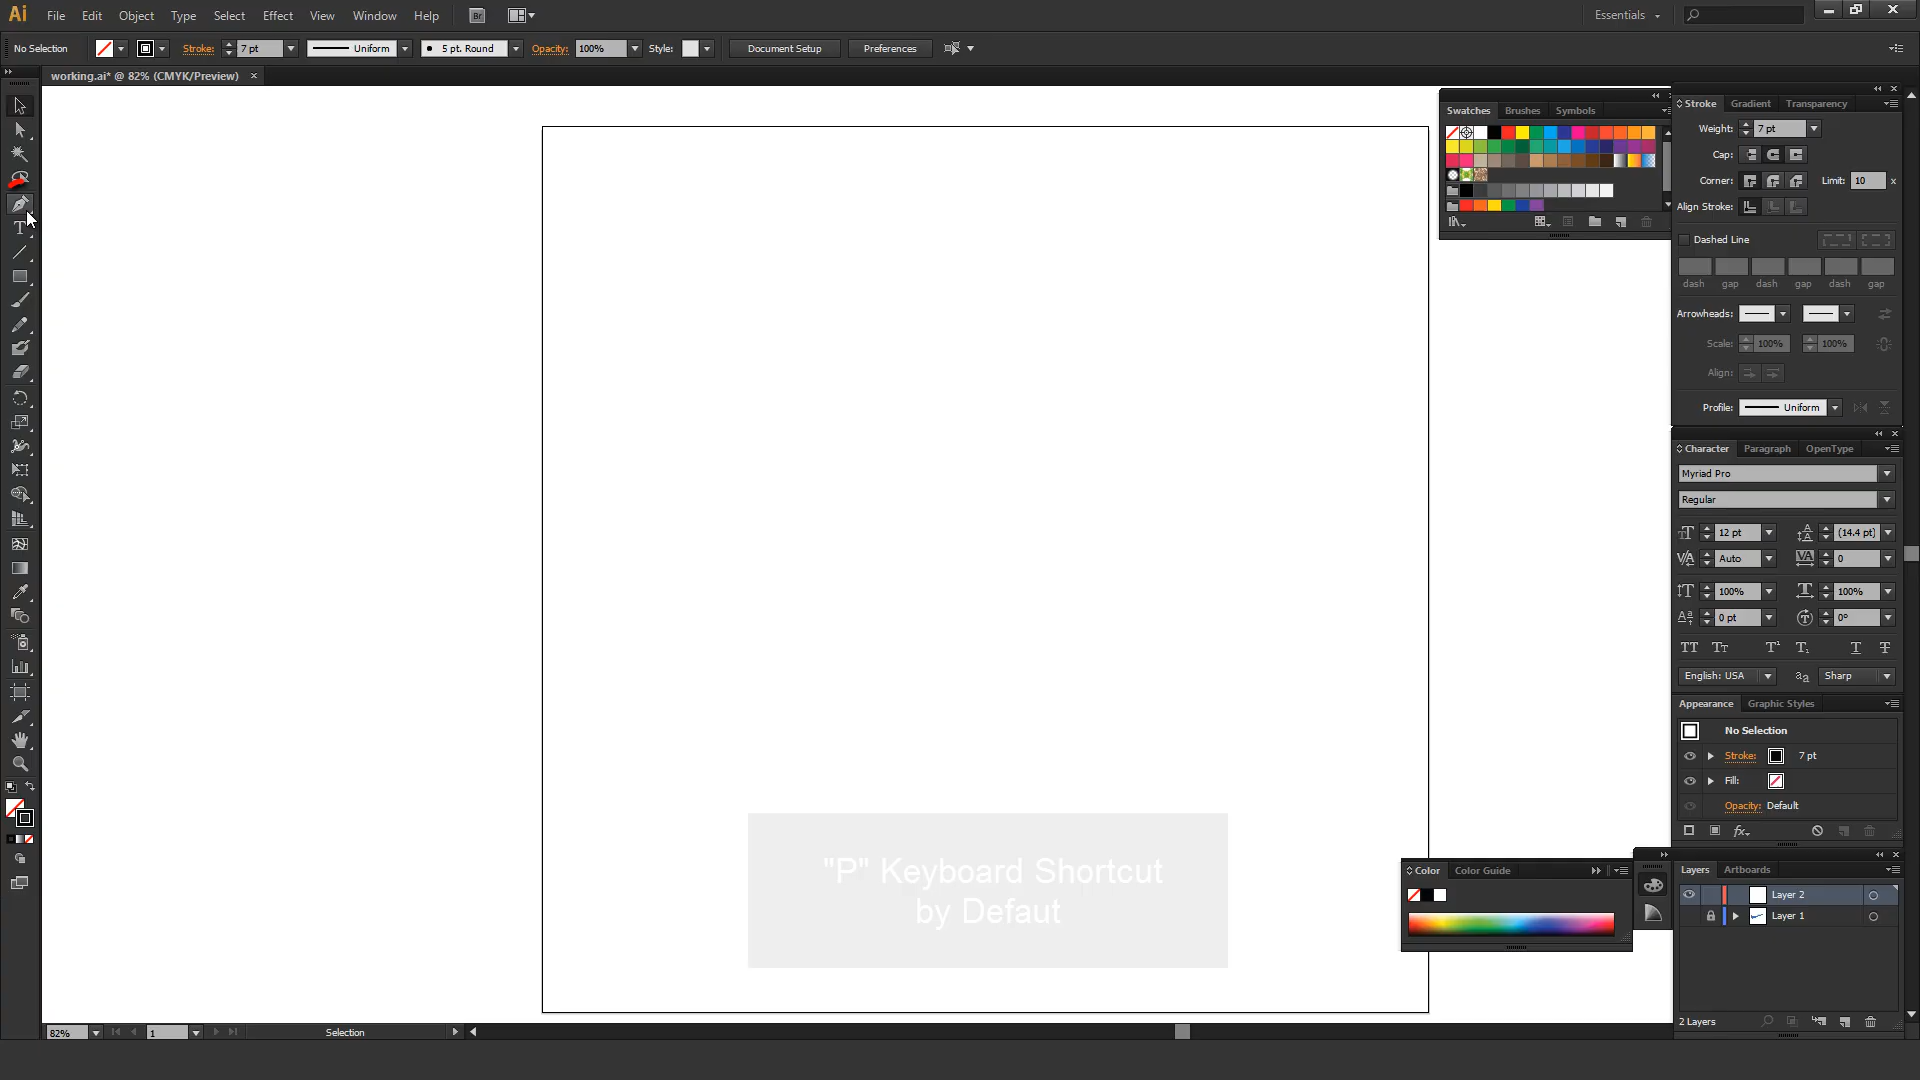 Ai File Edit Object Type Select Effect View Window Help Br Essentials
No Selection Stroke: 7 pt Uniform 5 pt. Round Opacity: 100% Style: Document Setup Preferences
working.ai* @ 82% (CMYK/Preview) ×
Swatches Brushes Symbols
Stroke Gradient Transparency
Weight: 7 pt
Cap:
Corner: Limit: 10 x
Align Stroke:
Dashed Line
dash gap dash gap dash gap
Arrowheads:
Scale: 100% 100%
Align:
Profile: Uniform
Character Paragraph OpenType
Myriad Pro
Regular
12 pt (14.4 pt)
Auto 0
100% 100%
0 pt 0°
English: USA Sharp
Appearance Graphic Styles
No Selection
Stroke: 7 pt
Fill:
Opacity: Default
"P" Keyboard Shortcut
by Defaut
Color Color Guide
Layers Artboards
Layer 2
Layer 1
2 Layers
82% 1 Selection